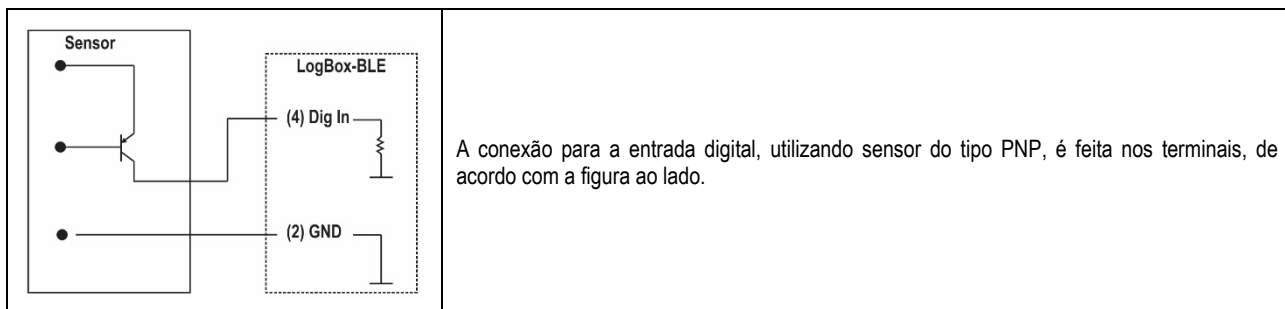 Sensor
LogBox-BLE
(4) Dig In
(2) GND
A conexão para a entrada digital, utilizando sensor do tipo PNP, é feita nos terminais, de
acordo com a figura ao lado.